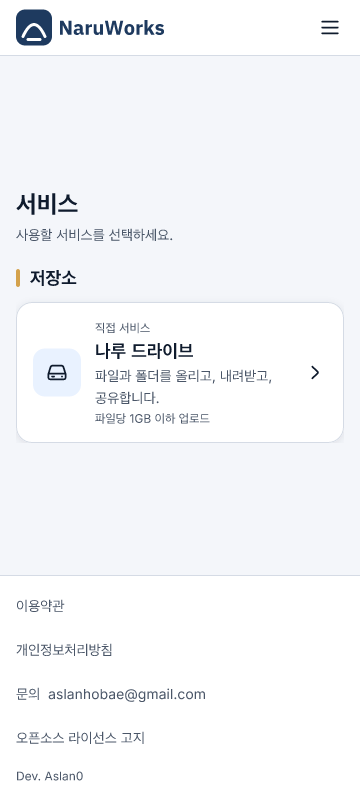 NaruWorks
서비스
사용할 서비스를 선택하세요.
저장소
직접 서비스
나루 드라이브
파일과 폴더를 올리고, 내려받고,
공유합니다.
파일당 1GB 이하 업로드
이용약관
개인정보처리방침
문의 aslanhobae@gmail.com
오픈소스 라이선스 고지
Dev. Aslan0